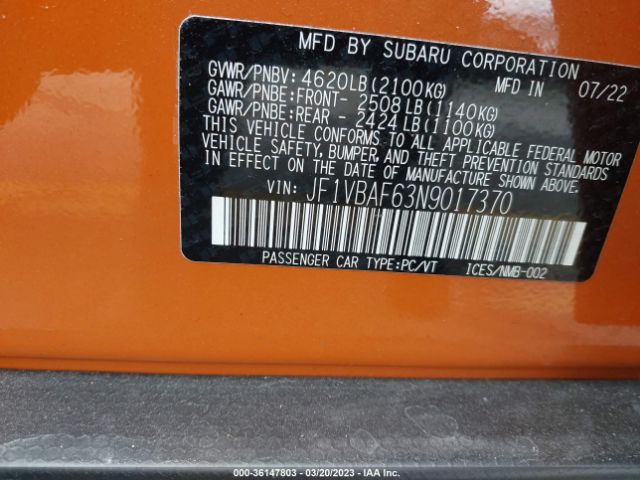 MFD BY SUBARU CORPORATION
GVWR/PNBV: 4620LB(2100KG) MFD IN 07/22
GAWR/PNBE:FRONT- 2508LB(1140KG)
GAWR/PNBE:REAR - 2424LB(1100KG)
THIS VEHICLE CONFORMS TO ALL APPLICABLE FEDERAL MOTOR
VEHICLE SAFETY, BUMPER, AND THEFT PREVENTION STANDARDS
IN EFFECT ON THE DATE OF MANUFACTURE SHOWN ABOVE.
VIN: JF1VBAF63N9017370
PASSENGER CAR TYPE:PC/VT ICES/NMB-002
000-36147803 - 03/20/2023 - IAA Inc.